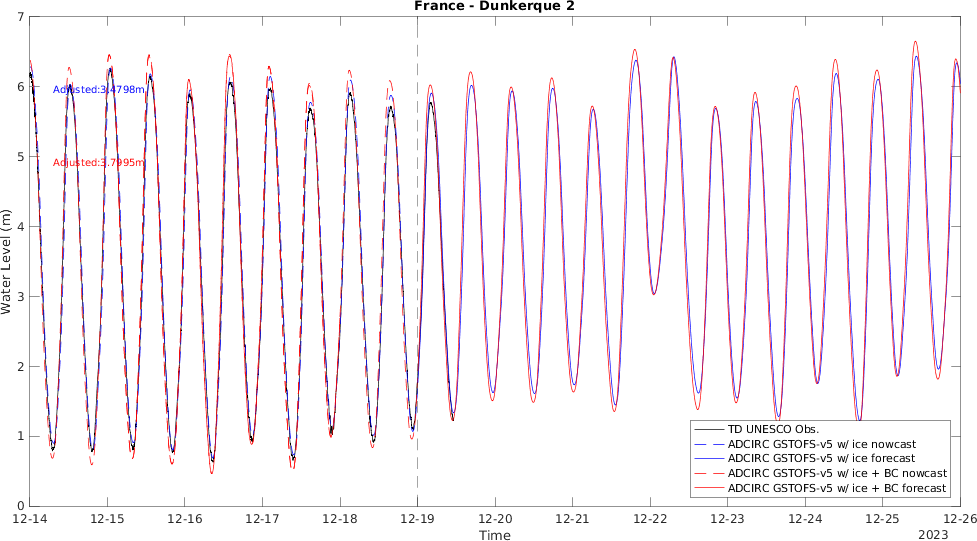 France - Dunkerque 2
Water Level (m)
7
6
5
4
3
2
1
0
Adjusted:3.4798m
Adjusted:3.7995m
TD UNESCO Obs.
ADCIRC GSTOFS-v5 w/ ice nowcast
ADCIRC GSTOFS-v5 w/ ice forecast
ADCIRC GSTOFS-v5 w/ ice + BC nowcast
ADCIRC GSTOFS-v5 w/ ice + BC forecast
12-14 12-15 12-16 12-17 12-18 12-19 12-20 12-21 12-22 12-23 12-24 12-25 12-26
Time
2023